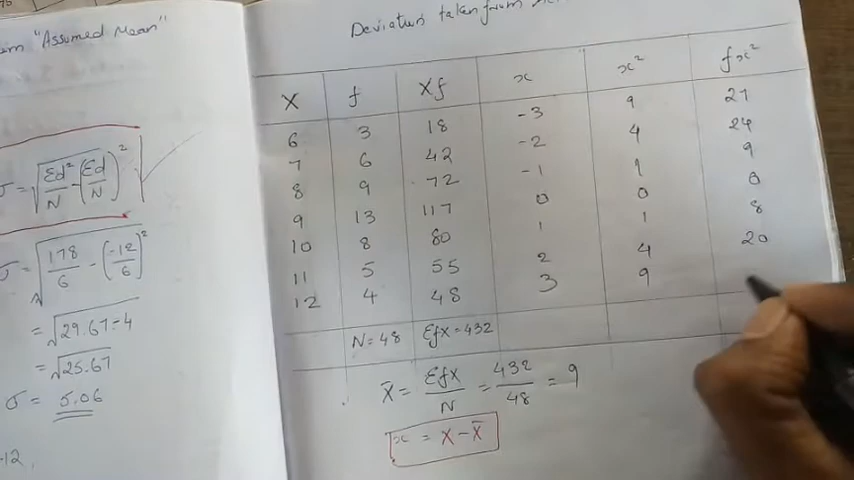 "Assumed Mean"
σ = √Σd²/N - (Σd/N)²
σ = √178/6 - (-12/6)²
= √29.67-4
= √25.67
σ = 5.06
-12,
Deviation taken from
X f Xf x x² fx²
6 3 18 -3 9 27
7 6 42 -2 4 24
8 9 72 -1 1 9
9 13 117 0 0 0
10 8 80 1 1 8
11 5 55 2 4 20
12 4 48 3 9
N=48 Σfx=432
X̄ = Σfx/N = 432/48 = 9
x = X-X̄